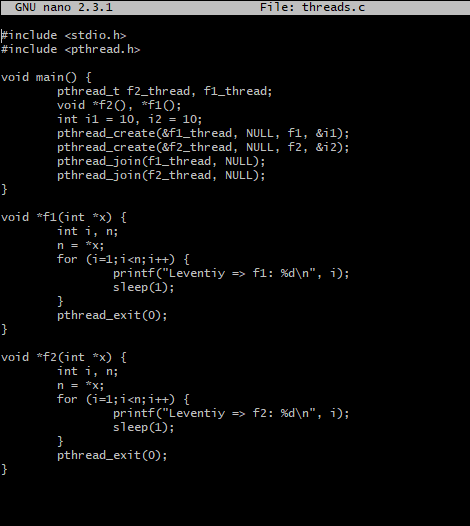 GNU nano 2.3.1 File: threads.c
#include <stdio.h>
#include <pthread.h>
void main() {
pthread_t f2_thread, f1_thread;
void *f2(), *f1();
int i1 = 10, i2 = 10;
pthread_create(&f1_thread, NULL, f1, &i1);
pthread_create(&f2_thread, NULL, f2, &i2);
pthread_join(f1_thread, NULL);
pthread_join(f2_thread, NULL);
}
void *f1(int *x) {
int i, n;
n = *x;
for (i=1;i<n;i++) {
printf("Leventiy => f1: %d\n", i);
sleep(1);
}
pthread_exit(0);
}
void *f2(int *x) {
int i, n;
n = *x;
for (i=1;i<n;i++) {
printf("Leventiy => f2: %d\n", i);
sleep(1);
}
pthread_exit(0);
}